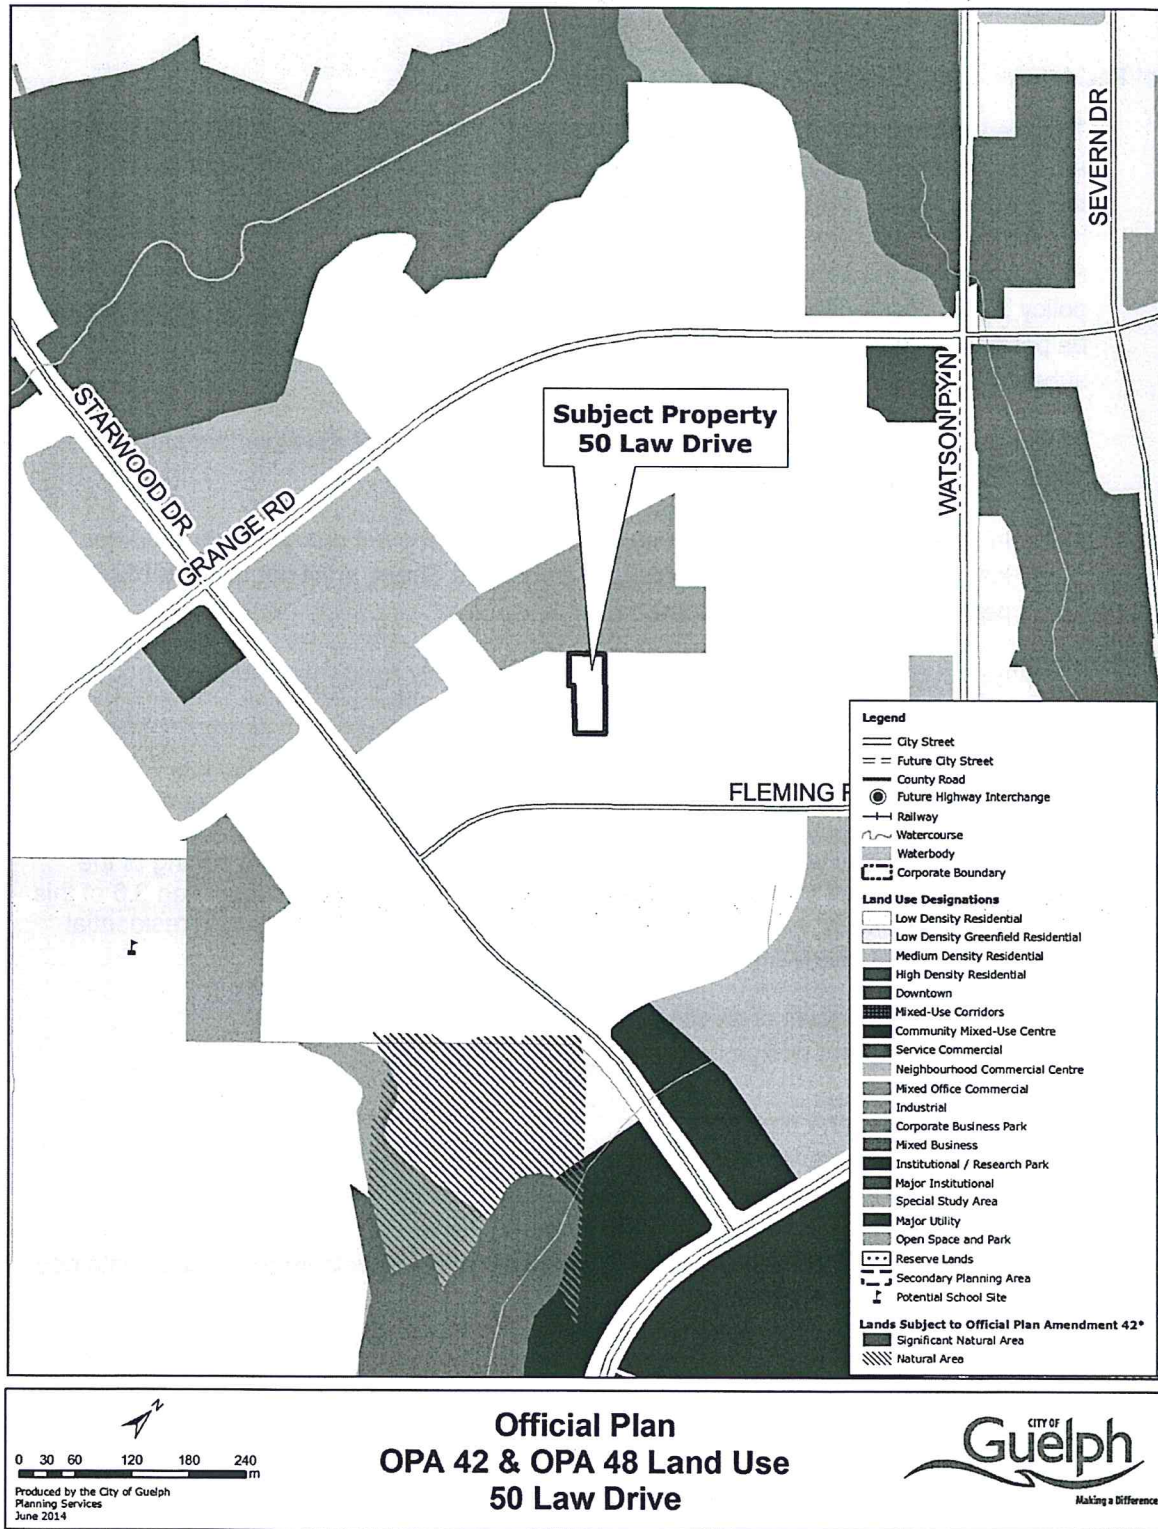 SEVERN DR
WATSON PY N
STARWOOD DR
GRANGE RD
Subject Property
50 Law Drive
FLEMING
policy
Legend
City Street
Future City Street
County Road
Future Highway Interchange
Railway
Watercourse
Waterbody
Corporate Boundary
Land Use Designations
Low Density Residential
Low Density Greenfield Residential
Medium Density Residential
High Density Residential
Downtown
Mixed-Use Corridors
Community Mixed-Use Centre
Service Commercial
Neighbourhood Commercial Centre
Mixed Office Commercial
Industrial
Corporate Business Park
Mixed Business
Institutional / Research Park
Major Institutional
Special Study Area
Major Utility
Open Space and Park
Reserve Lands
Secondary Planning Area
Potential School Site
Lands Subject to Official Plan Amendment 42*
Significant Natural Area
Natural Area
N
0 30 60 120 180 240
m
Produced by the City of Guelph
Planning Services
June 2014
Official Plan
OPA 42 & OPA 48 Land Use
50 Law Drive
CITY OF
Guelph
Making a Difference